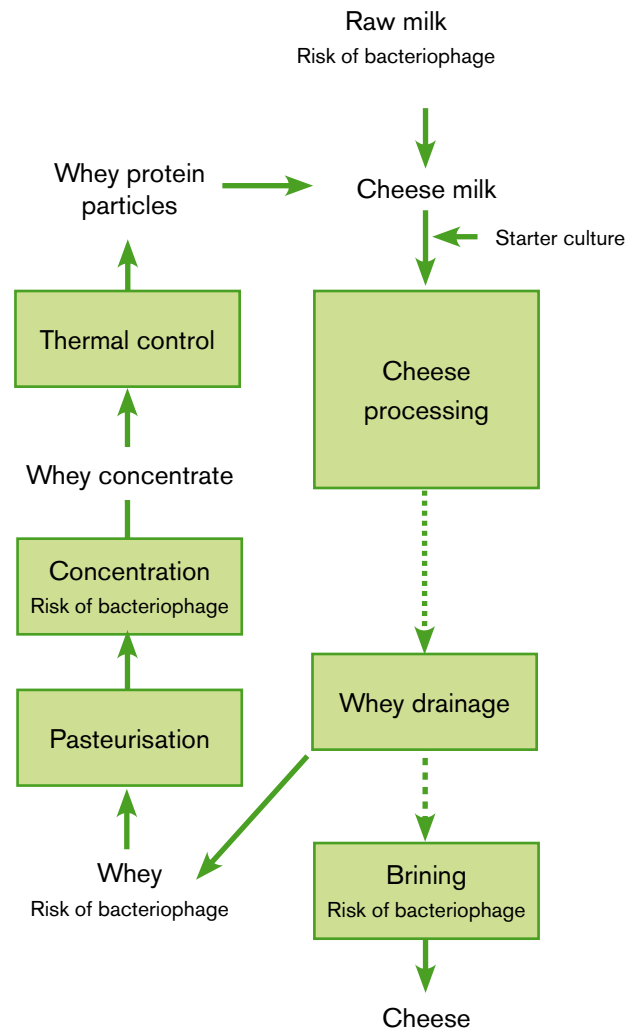 Raw milk
Risk of bacteriophage
Whey protein
particles
Cheese milk
Starter culture
Thermal control
Cheese
processing
Whey concentrate
Concentration
Risk of bacteriophage
Whey drainage
Pasteurisation
Whey
Risk of bacteriophage
Brining
Risk of bacteriophage
Cheese